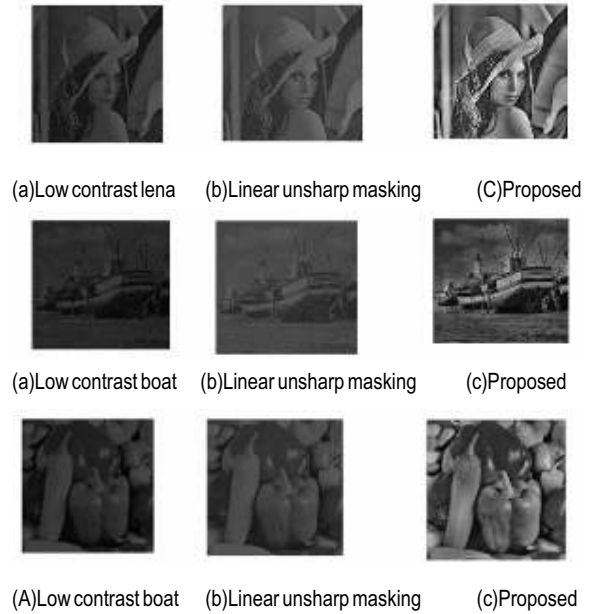 (a)Low contrast lena (b)Linear unsharp masking (C)Proposed
(a)Low contrast boat (b)Linear unsharp masking (c)Proposed
(A)Low contrast boat (b)Linear unsharp masking (c)Proposed